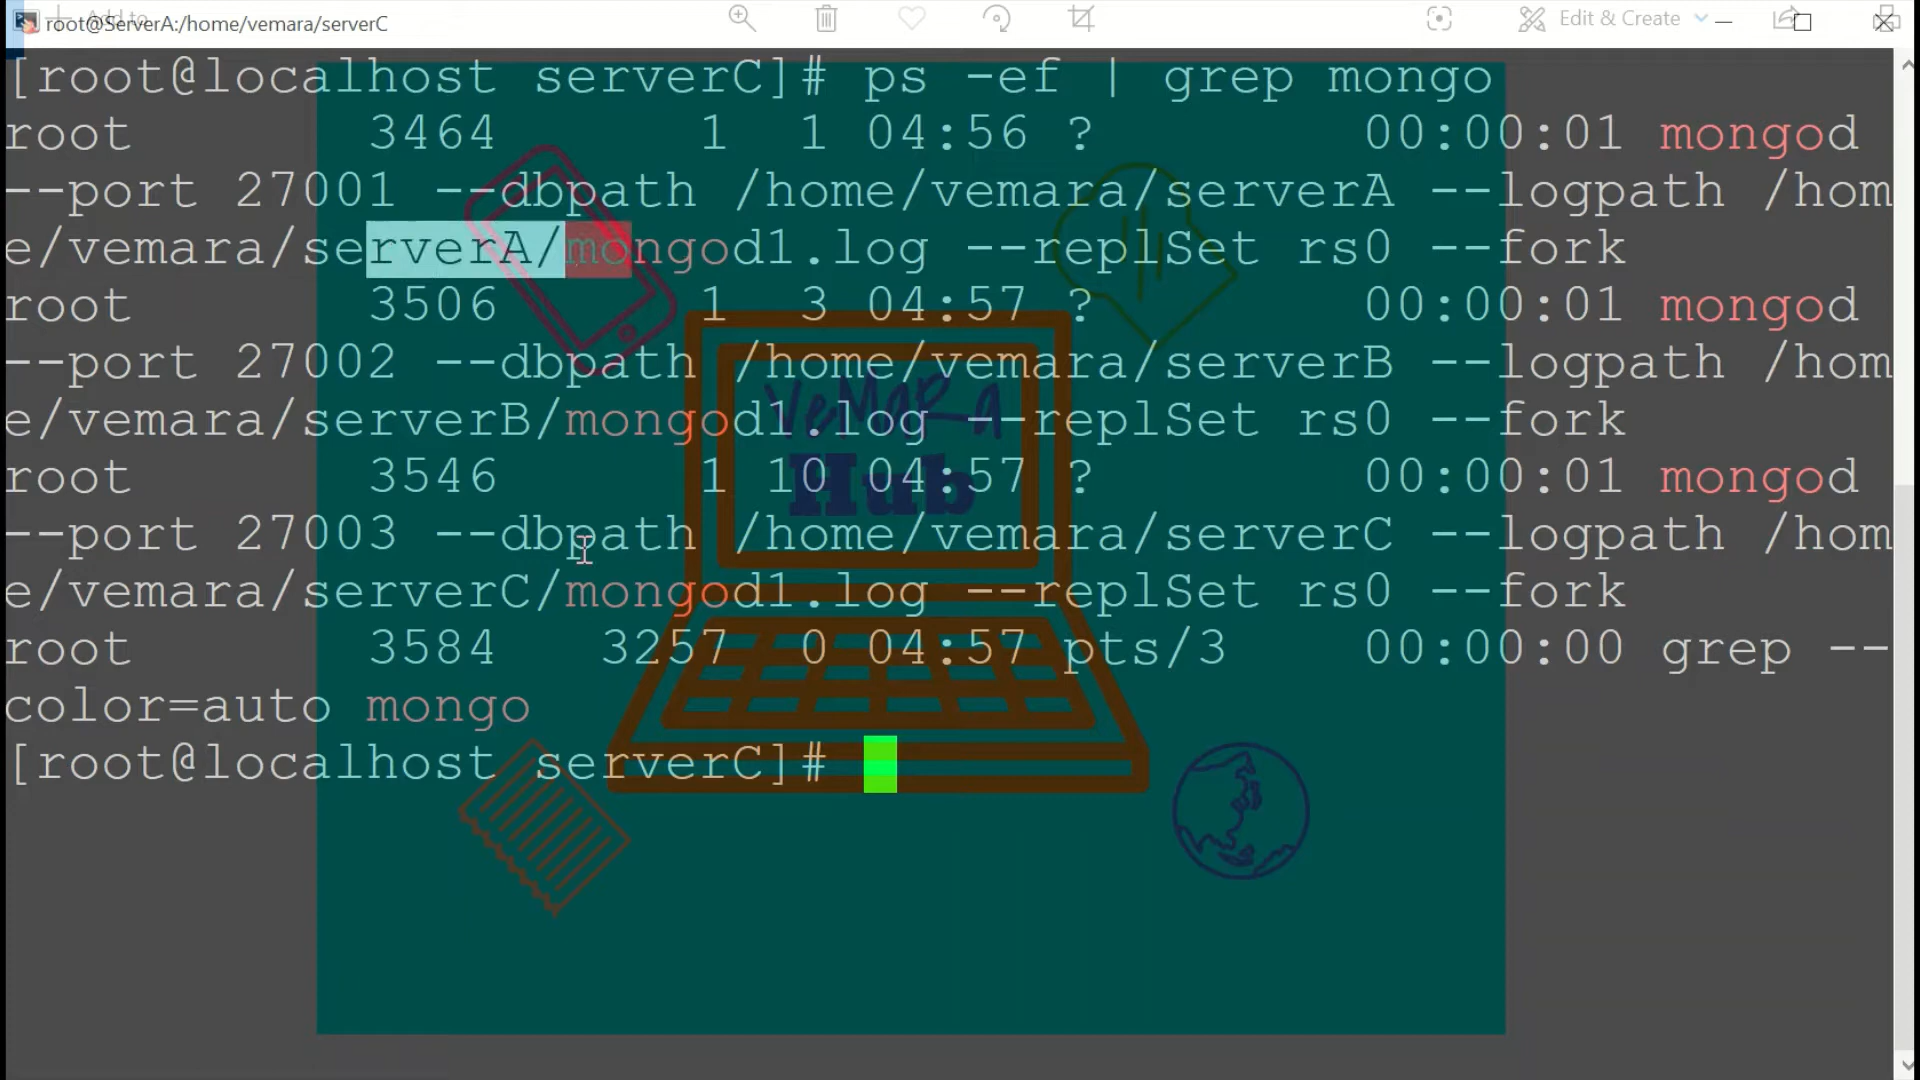 Add to
root@ServerA:/home/vemara/serverC
Edit & Create
[root@localhost serverC]# ps -ef | grep mongo
root 3464 1 1 04:56 ? 00:00:01 mongod
--port 27001 --dbpath /home/vemara/serverA --logpath /hom
e/vemara/serverA/mongod1.log --replSet rs0 --fork
root 3506 1 3 04:57 ? 00:00:01 mongod
--port 27002 --dbpath /home/vemara/serverB --logpath /hom
e/vemara/serverB/mongod1.log --replSet rs0 --fork
root 3546 1 10 04:57 ? 00:00:01 mongod
--port 27003 --dbpath /home/vemara/serverC --logpath /hom
e/vemara/serverC/mongod1.log --replSet rs0 --fork
root 3584 3257 0 04:57 pts/3 00:00:00 grep --
color=auto mongo
[root@localhost serverC]#
VeMaRa
Hub